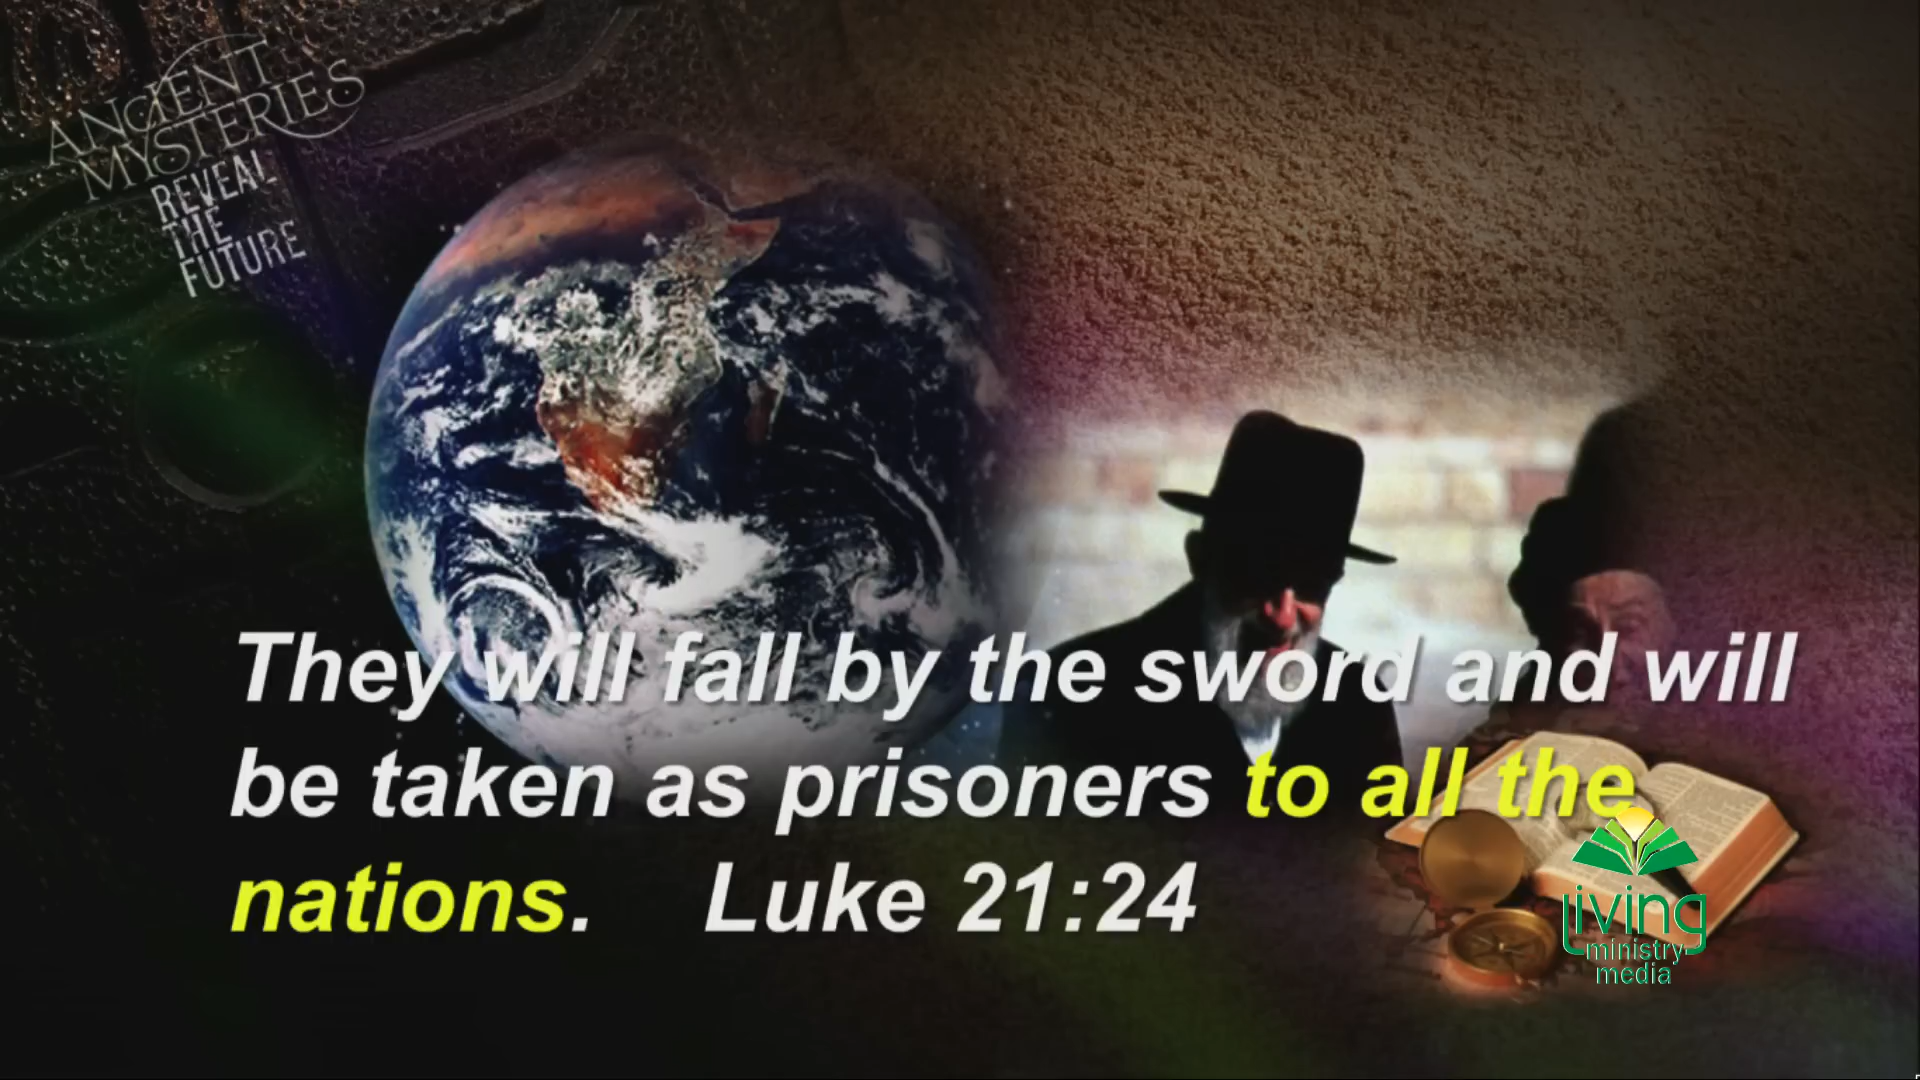 ANCIENT
MYSTERIES
REVEAL
THE
FUTURE
They will fall by the sword and will
be taken as prisoners to all the
nations. Luke 21:24
living
ministry
media